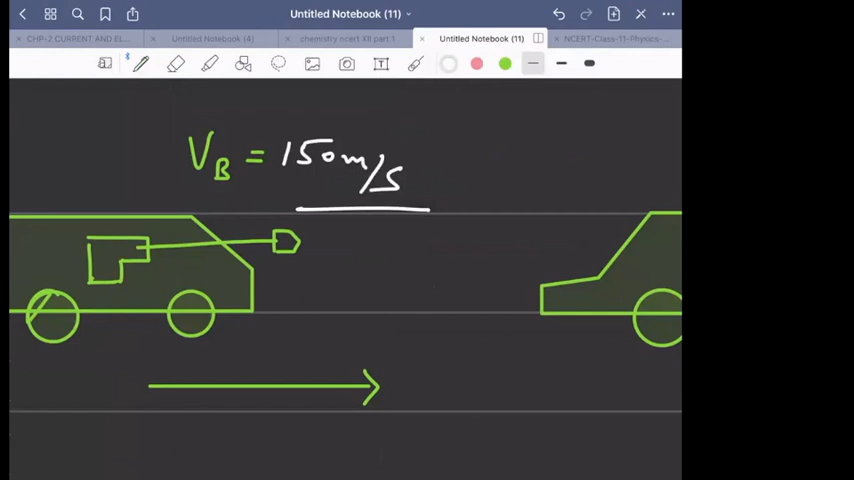 Untitled Notebook (11)
CHP-2 CURRENT AND EL...
Untitled Notebook (4)
chemistry ncert XII part 1
Untitled Notebook (11)
NCERT-Class-11-Physics-...
T
V_B = 150m/s